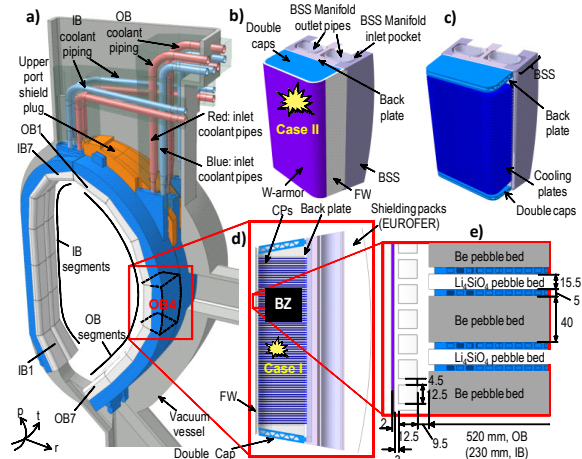 a)
IB
coolant
piping
OB
coolant
piping
Upper
port
shield
plug
OB1
IB7
Red: inlet
coolant pipes
Blue: inlet
coolant pipes
IB
segments
OB
segments
OB4
IB1
OB7
Vacuum
vessel
p
t
r
b)
BSS Manifold
outlet pipes
BSS Manifold
inlet pocket
Double
caps
Case II
Back
plate
W-armor
FW
BSS
c)
BSS
Back
plate
Cooling
plates
Double caps
d)
CPs
Back plate
Shielding packs
(EUROFER)
BZ
Case I
FW
Double Cap
e)
Be pebble bed
Li4SiO4 pebble bed
15.5
5
Be pebble bed
40
Li4SiO4 pebble bed
4.5
12.5
Be pebble bed
2
12.5
9.5
520 mm, OB
(230 mm, IB)